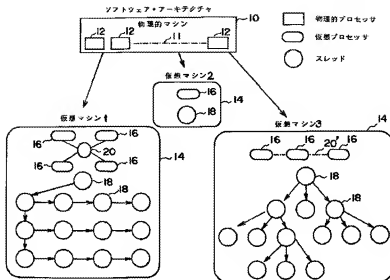 ソフトウェア・アーキテクチャ
物理的マシン
10
12 12 11 12
物理的プロセッサ
仮想プロセッサ
スレッド
仮想マシン1
16 16
20
16 16
18
18
14
仮想マシン2
16
18
14
仮想マシン3
14
16 16 20" 16
18
18